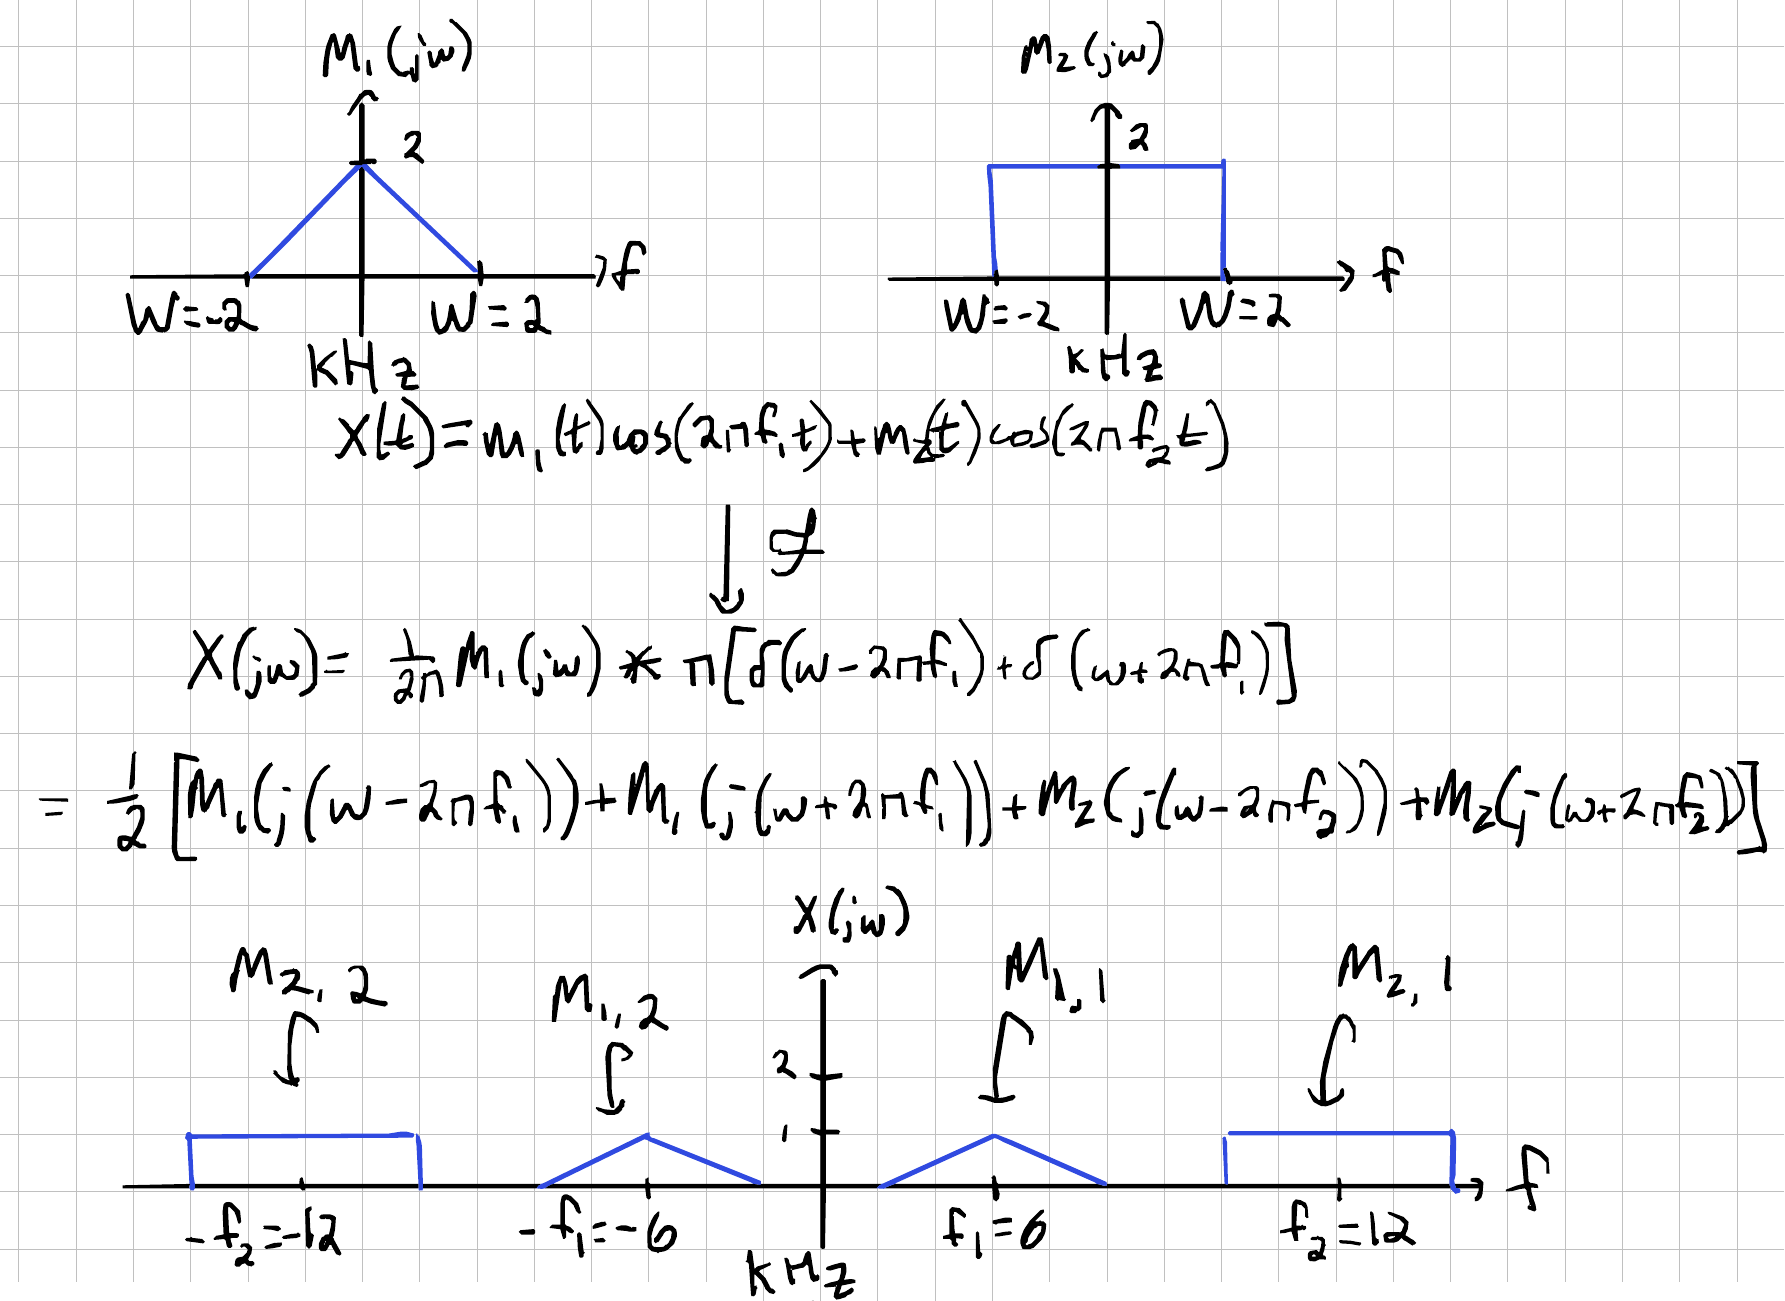 M₁(jw) M₂(jw)
2 2
f f
W=-2 W=2 W=-2 W=2
kHz kHz
X(t)=m₁(t)cos(2πf₁t)+m₂(t)cos(2πf₂t)
↓ ℱ
X(jw)= 1/2π M₁(jw) * π[δ(w-2πf₁)+δ(w+2πf₁)]
= 1/2 [M₁(j(w-2πf₁))+M₁(j(w+2πf₁))+M₂(j(w-2πf₂))+M₂(j(w+2πf₂))]
X(jw)
M₂,2 M₁,2 M₁,1 M₂,1
2
1
f
-f₂=-12 -f₁=-6 f₁=6 f₂=12
kHz